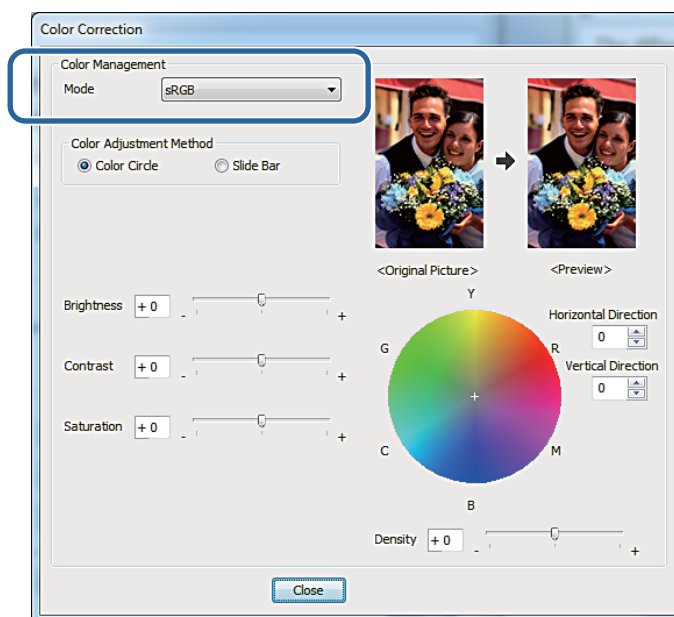 Color Correction
Color Management
Mode sRGB
Color Adjustment Method
Color Circle Slide Bar
<Original Picture> <Preview>
Brightness +0 - +
Contrast +0 - +
Saturation +0 - +
Y
G R
C M
B
Horizontal Direction
0
Vertical Direction
0
Density +0 - +
Close